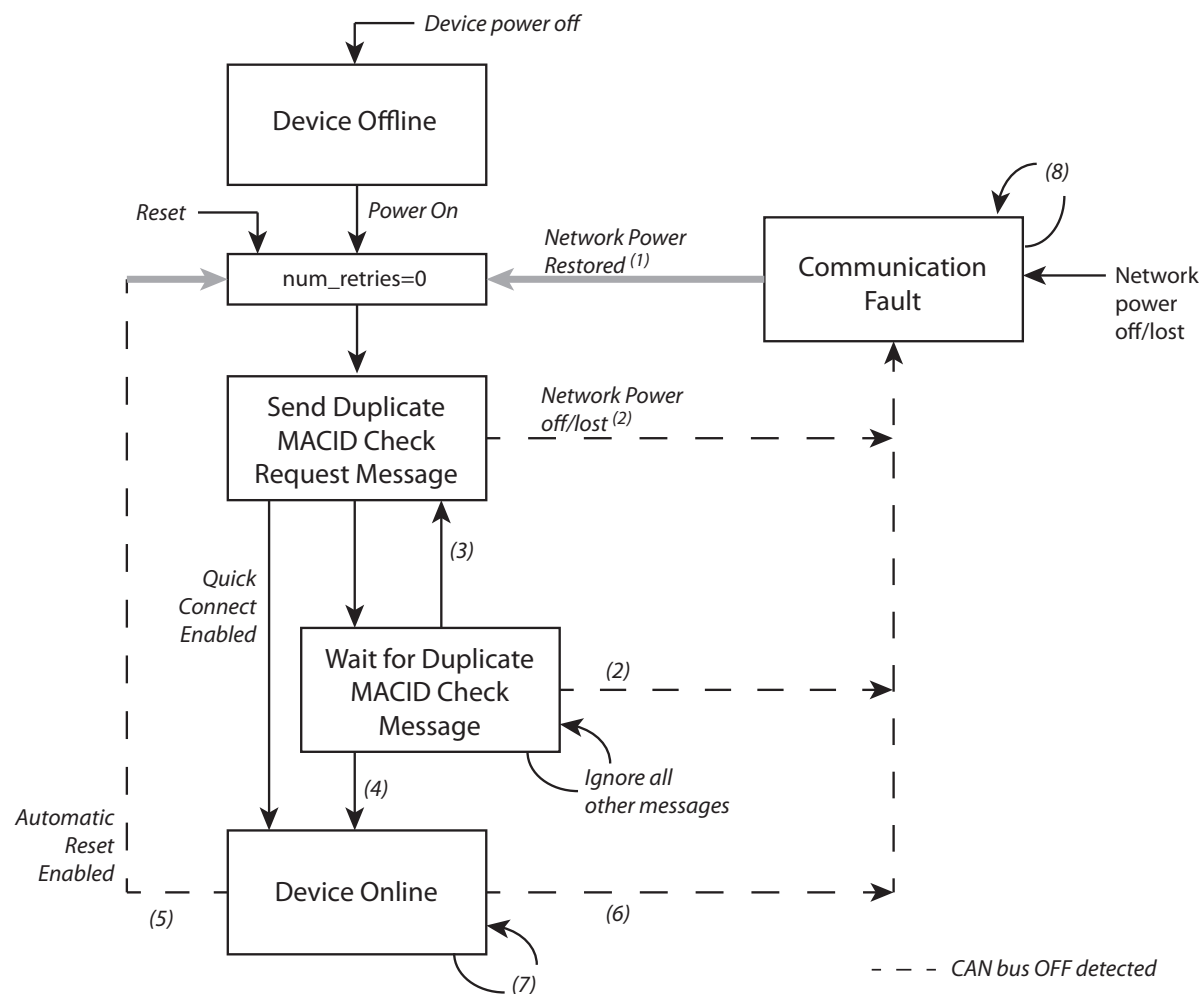 Device power off
Device Offline
Reset
Power On
num_retries=0
Network Power
Restored (1)
(8)
Communication
Fault
Network
power
off/lost
Send Duplicate
MACID Check
Request Message
Network Power
off/lost (2)
(3)
Quick
Connect
Enabled
Wait for Duplicate
MACID Check
Message
(2)
Ignore all
other messages
(4)
Automatic
Reset
Enabled
(5)
Device Online
(6)
(7)
CAN bus OFF detected